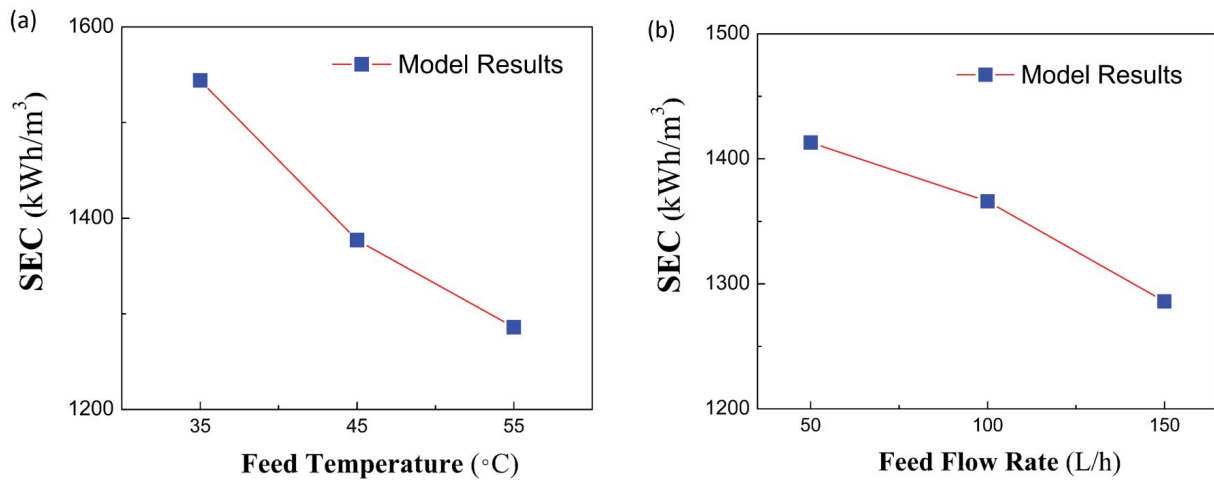 (a)
1600
1400
1200
SEC (kWh/m³)
Model Results
35 45 55
Feed Temperature (◦C)
(b)
1500
1400
1300
1200
SEC (kWh/m³)
Model Results
50 100 150
Feed Flow Rate (L/h)